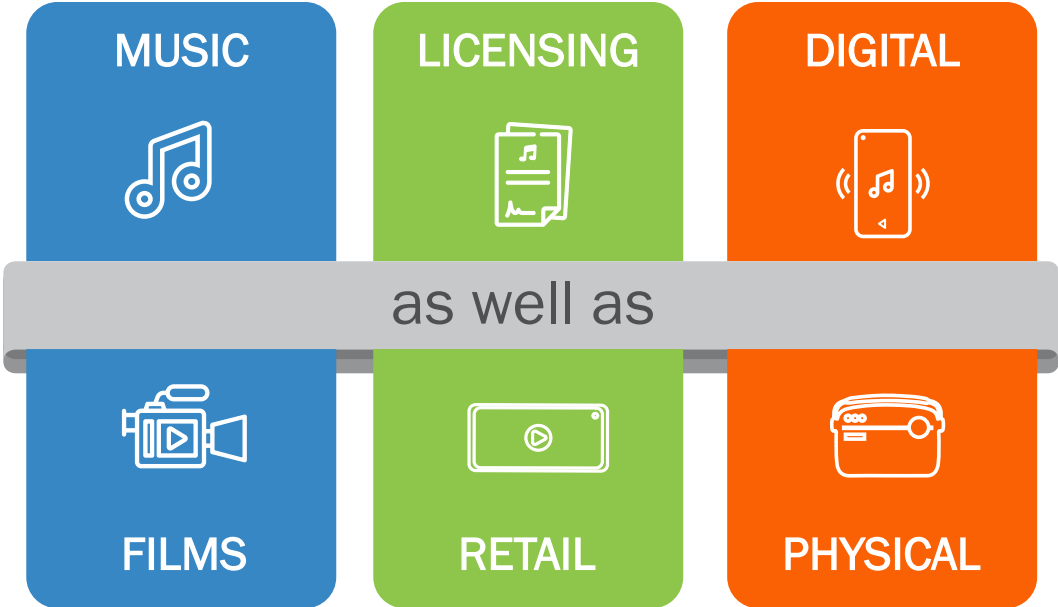 MUSIC
LICENSING
DIGITAL
as well as
FILMS
RETAIL
PHYSICAL